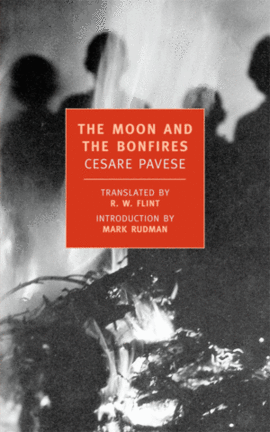 THE MOON AND
THE BONFIRES
CESARE PAVESE
TRANSLATED BY
R. W. FLINT
INTRODUCTION BY
MARK RUDMAN